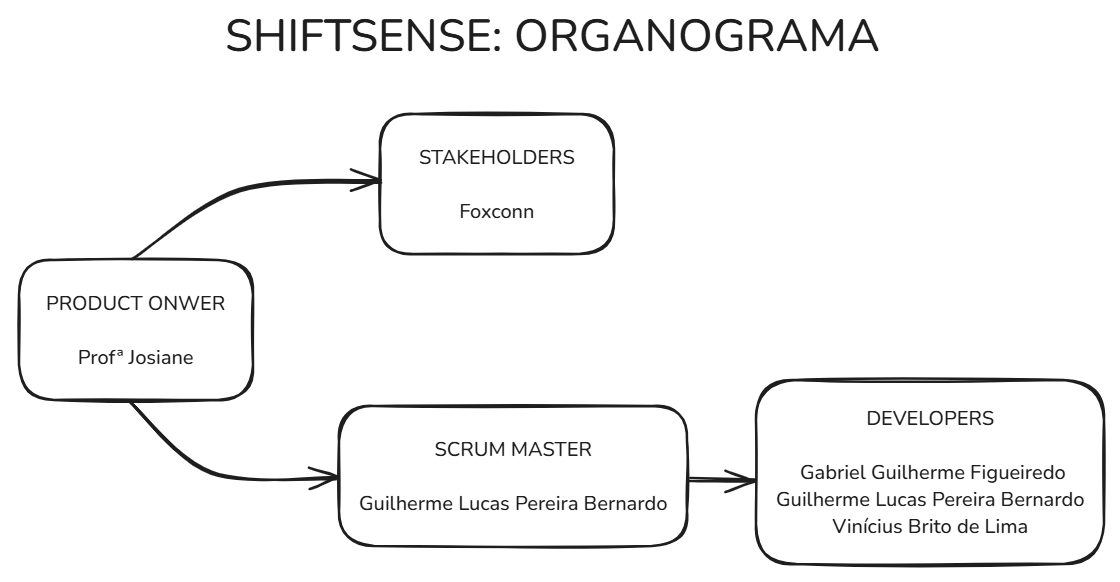 SHIFTSENSE: ORGANOGRAMA
STAKEHOLDERS
Foxconn
PRODUCT ONWER
Profª Josiane
SCRUM MASTER
Guilherme Lucas Pereira Bernardo
DEVELOPERS
Gabriel Guilherme Figueiredo
Guilherme Lucas Pereira Bernardo
Vinícius Brito de Lima